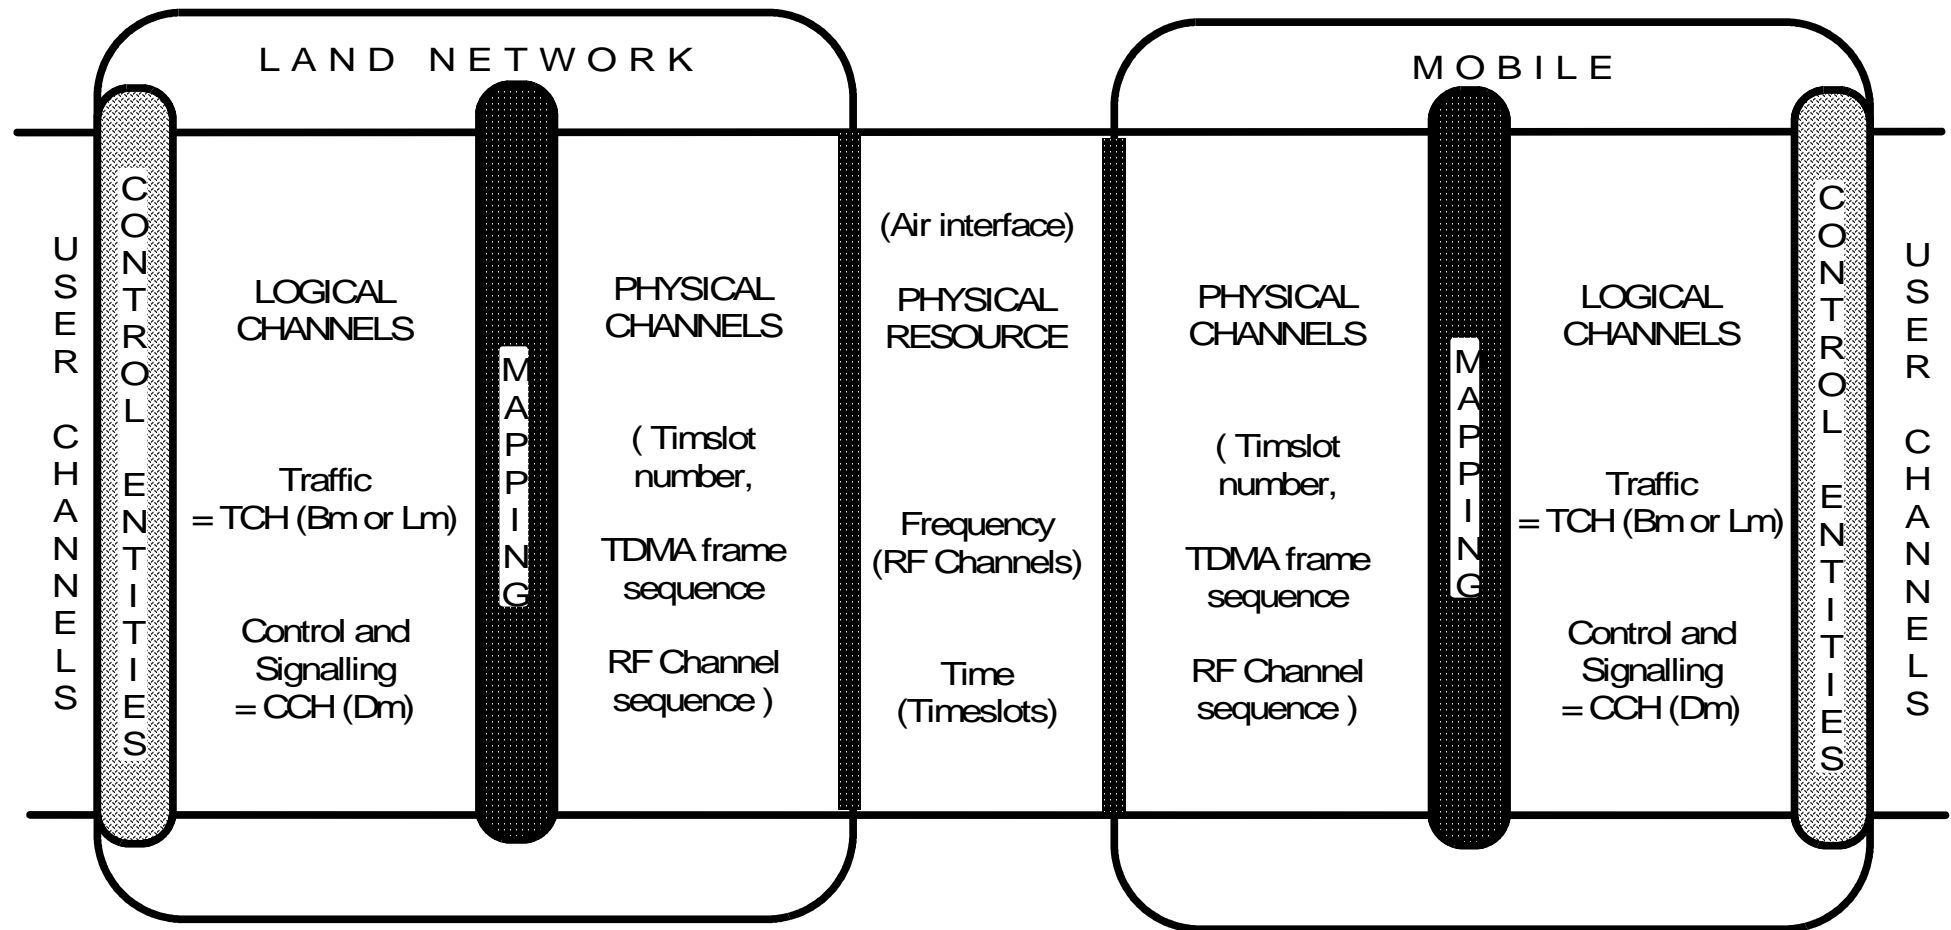 LAND NETWORK
MOBILE
USER CHANNELS
CONTROL ENTITIES
LOGICAL
CHANNELS
Traffic
= TCH (Bm or Lm)
Control and
Signalling
= CCH (Dm)
MAPPING
PHYSICAL
CHANNELS
( Timslot
number,
TDMA frame
sequence
RF Channel
sequence )
(Air interface)
PHYSICAL
RESOURCE
Frequency
(RF Channels)
Time
(Timeslots)
PHYSICAL
CHANNELS
( Timslot
number,
TDMA frame
sequence
RF Channel
sequence )
MAPPING
LOGICAL
CHANNELS
Traffic
= TCH (Bm or Lm)
Control and
Signalling
= CCH (Dm)
CONTROL ENTITIES
USER CHANNELS